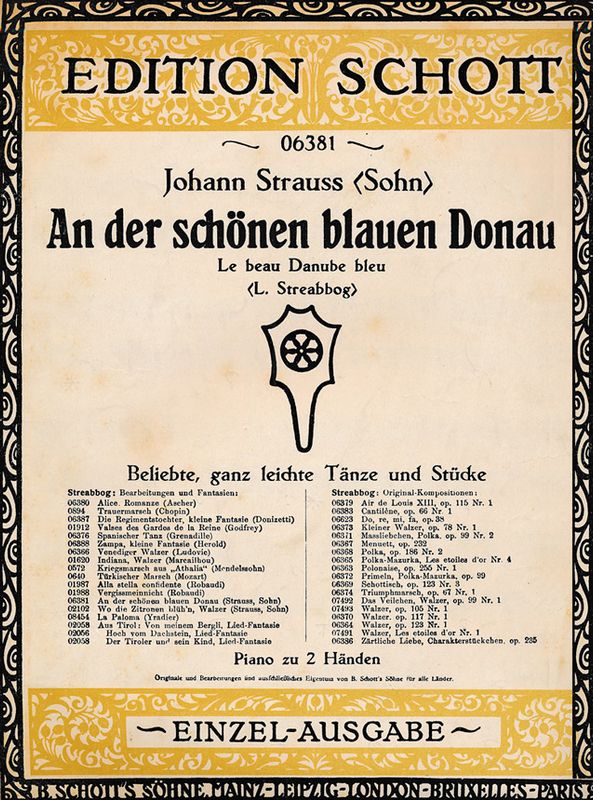 EDITION SCHOTT
~ 06381 ~
Johann Strauss (Sohn)
An der schönen blauen Donau
Le beau Danube bleu
(L. Streabbog)
Beliebte, ganz leichte Tänze und Stücke
Streabbog: Bearbeitungen und Fantasien:
06380 Alice. Romanze (Ascher)
0894 Trauermarsch (Chopin)
06387 Die Regimentstochter, kleine Fantasie (Donizetti)
01912 Valses des Gardes de la Reine (Godfrey)
06376 Spanischer Tanz (Grenadille)
06388 Zampa, kleine Fantasie (Herold)
06366 Venediger Walzer (Ludovic)
01620 Indiana, Walzer (Marcailhou)
0572 Kriegsmarsch aus „Athalia“ (Mendelsohn)
0640 Türkischer Marsch (Mozart)
01987 Alla stella confidente (Robaudi)
01988 Vergissmeinnicht (Robaudi)
06381 An der schönen blauen Donau (Strauss, Sohn)
02102 Wo die Zitronen blüh'n, Walzer (Strauss, Sohn)
08454 La Paloma (Yradier)
02058 Aus Tirol: Von meinem Bergli, Lied-Fantasie
02056 Hoch vom Dachstein, Lied-Fantasie
02058 Der Tiroler und sein Kind, Lied-Fantasie
Streabbog: Original-Kompositionen:
06379 Air de Louis XIII, op. 115 Nr. 1
06383 Cantilène, op. 66 Nr. 1
06623 Do, re, mi, fa, op. 38
06373 Kleiner Walzer, op. 78 Nr. 1
06371 Massliebchen, Polka, op. 99 Nr. 2
06367 Menuett, op. 232
06368 Polka, op. 186 Nr. 2
06365 Polka-Mazurka, Les etoiles d'or Nr. 4
06363 Polonaise, op. 255 Nr. 1
06372 Primeln, Polka-Mazurka, op. 99
06369 Schottisch, op. 123 Nr. 3
06374 Triumphmarsch, op. 67 Nr. 1
07492 Das Veilchen, Walzer, op. 99 Nr. 1
07493 Walzer, op. 105 Nr. 1
06370 Walzer, op. 117 Nr. 1
06364 Walzer, op. 123 Nr. 1
07491 Walzer, Les etoiles d'or Nr. 1
06386 Zärtliche Liebe, Charakterstückchen, op. 235
Piano zu 2 Händen
Originale und Bearbeitungen und ausschließliches Eigentum von B. Schott's Söhne für alle Länder.
~ EINZEL-AUSGABE ~
B. SCHOTT'S SÖHNE. MAINZ-LEIPZIG-LONDON-BRUXELLES-PARIS